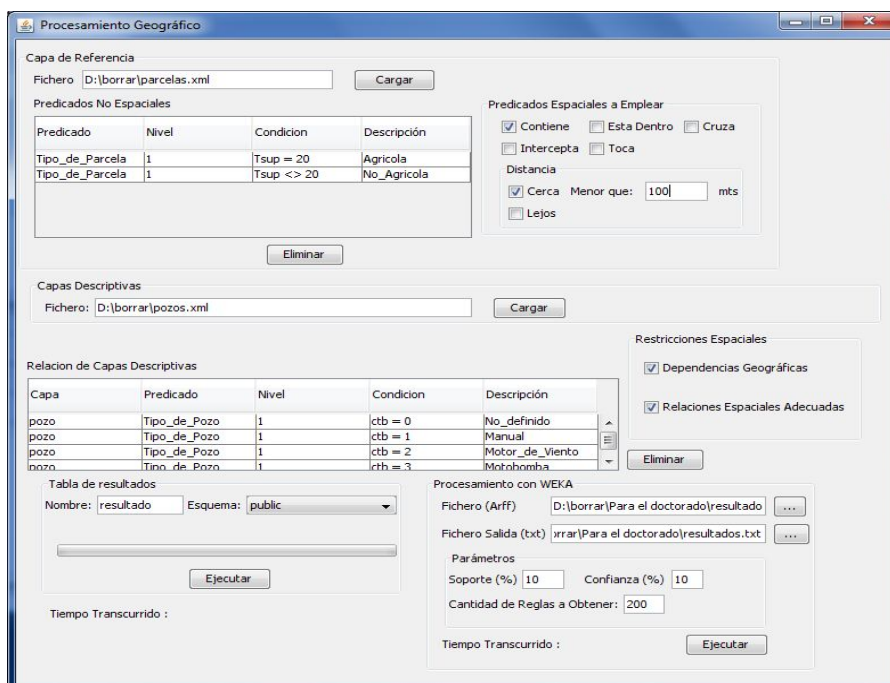 Procesamiento Geográfico
Capa de Referencia
Fichero D:\borrar\parcelas.xml Cargar
Predicados No Espaciales
Predicado Nivel Condicion Descripción
Tipo_de_Parcela 1 Tsup = 20 Agricola
Tipo_de_Parcela 1 Tsup <> 20 No_Agricola
Eliminar
Predicados Espaciales a Emplear
Contiene Esta Dentro Cruza
Intercepta Toca
Distancia
Cerca Menor que: 100 mts
Lejos
Capas Descriptivas
Fichero: D:\borrar\pozos.xml Cargar
Restricciones Espaciales
Dependencias Geográficas
Relaciones Espaciales Adecuadas
Eliminar
Relacion de Capas Descriptivas
Capa Predicado Nivel Condicion Descripción
pozo Tipo_de_Pozo 1 ctb = 0 No_definido
pozo Tipo_de_Pozo 1 ctb = 1 Manual
pozo Tipo_de_Pozo 1 ctb = 2 Motor_de_Viento
pozo Tipo_de_Pozo 1 ctb = 3 Motobomba
Tabla de resultados
Nombre: resultado Esquema: public
Ejecutar
Tiempo Transcurrido :
Procesamiento con WEKA
Fichero (Arff) D:\borrar\Para el doctorado\resultado ...
Fichero Salida (txt) orrar\Para el doctorado\resultados.txt ...
Parámetros
Soporte (%) 10 Confianza (%) 10
Cantidad de Reglas a Obtener: 200
Tiempo Transcurrido : Ejecutar